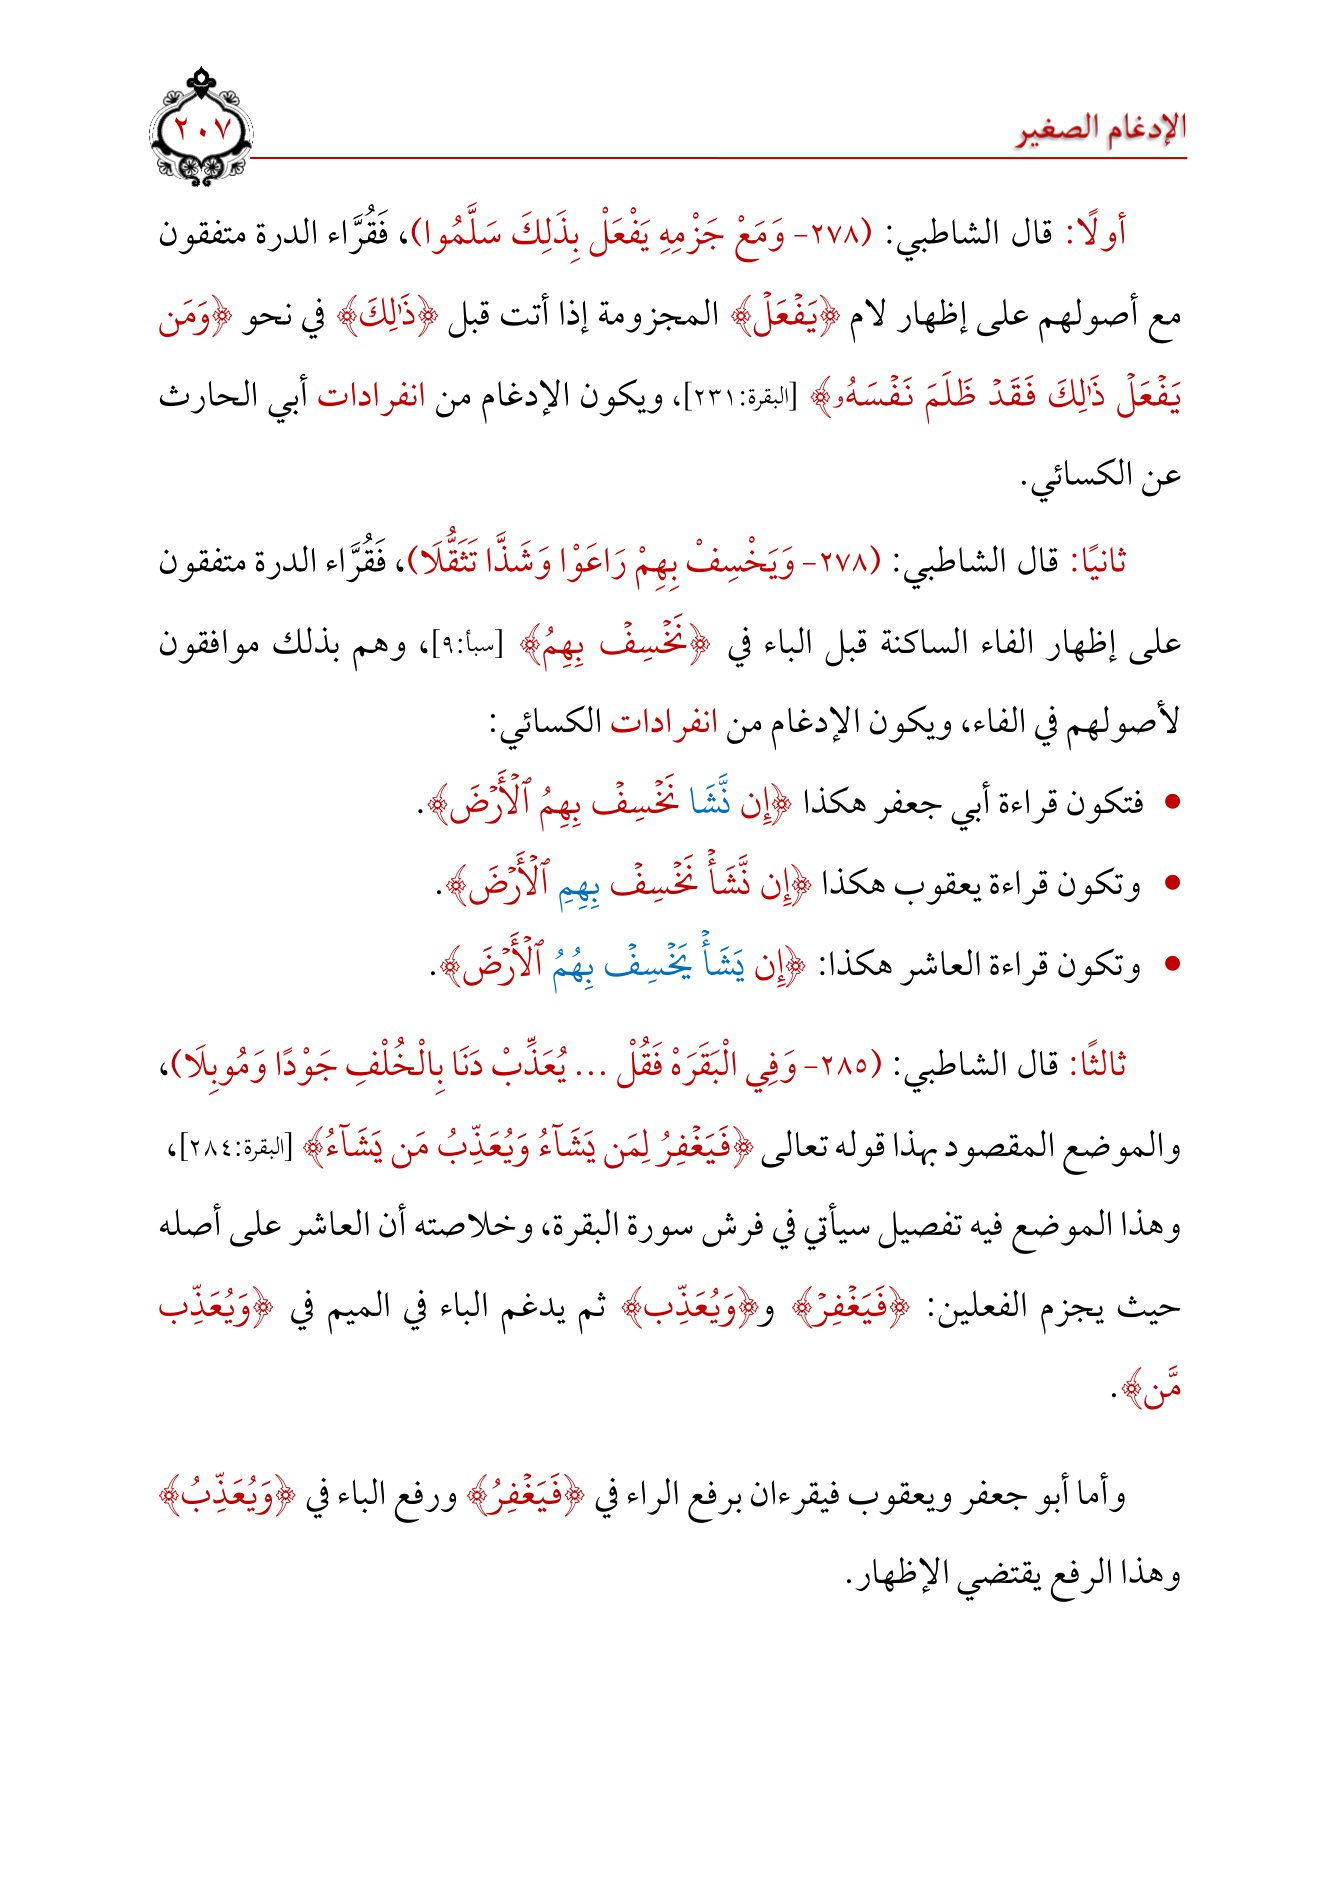 الإدغام الصغير
٢٠٧
أولًا: قال الشاطبي: (٢٧٨- وَمَعْ جَزْمِهِ يَفْعَلْ بِذَلِكَ سَلَّمُوا)، فَقُرَّاء الدرة متفقون
مع أصولهم على إظهار لام ﴿يَفۡعَلۡ﴾ المجزومة إذا أتت قبل ﴿ذَٰلِكَ﴾ في نحو ﴿وَمَن
يَفۡعَلۡ ذَٰلِكَ فَقَدۡ ظَلَمَ نَفۡسَهُۥ﴾ [البقرة:٢٣١]، ويكون الإدغام من انفرادات أبي الحارث
عن الكسائي.
ثانيًا: قال الشاطبي: (٢٧٨- وَيَخْسِفْ بِهِمْ رَاعَوْا وَشَذَّا تَثَقُّلَا)، فَقُرَّاء الدرة متفقون
على إظهار الفاء الساكنة قبل الباء في ﴿نَخۡسِفۡ بِهِمُ﴾ [سبأ:٩]، وهم بذلك موافقون
لأصولهم في الفاء، ويكون الإدغام من انفرادات الكسائي:
• فتكون قراءة أبي جعفر هكذا ﴿إِن نَّشَا نَخۡسِفۡ بِهِمُ ٱلۡأَرۡضَ﴾.
• وتكون قراءة يعقوب هكذا ﴿إِن نَّشَأۡ نَخۡسِفۡ بِهِمِ ٱلۡأَرۡضَ﴾.
• وتكون قراءة العاشر هكذا: ﴿إِن يَشَأۡ يَخۡسِفۡ بِهُمُ ٱلۡأَرۡضَ﴾.
ثالثًا: قال الشاطبي: (٢٨٥- وَفِي الْبَقَرَهْ فَقُلْ ... يُعَذِّبْ دَنَا بِالْخُلْفِ جَوْدًا وَمُوبِلَا)،
والموضع المقصود بهذا قوله تعالى ﴿فَيَغۡفِرُ لِمَن يَشَآءُ وَيُعَذِّبُ مَن يَشَآءُ﴾ [البقرة:٢٨٤]،
وهذا الموضع فيه تفصيل سيأتي في فرش سورة البقرة، وخلاصته أن العاشر على أصله
حيث يجزم الفعلين: ﴿فَيَغۡفِرۡ﴾ و﴿وَيُعَذِّب﴾ ثم يدغم الباء في الميم في ﴿وَيُعَذِّب
مَّن﴾.
وأما أبو جعفر ويعقوب فيقرءان برفع الراء في ﴿فَيَغۡفِرُ﴾ ورفع الباء في ﴿وَيُعَذِّبُ﴾
وهذا الرفع يقتضي الإظهار.